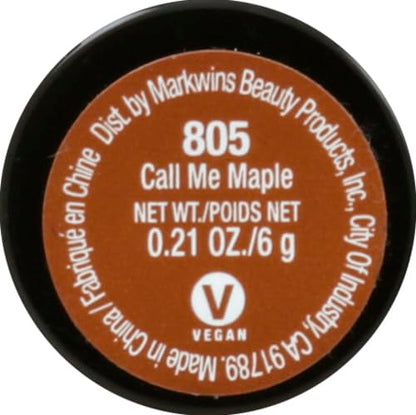 Dist. by Markwins Beauty Products, Inc., City Of Industry, CA 91789. Made in China / Fabriqué en Chine
805
Call Me Maple
NET WT./POIDS NET
0.21 OZ./6 g
V
VEGAN